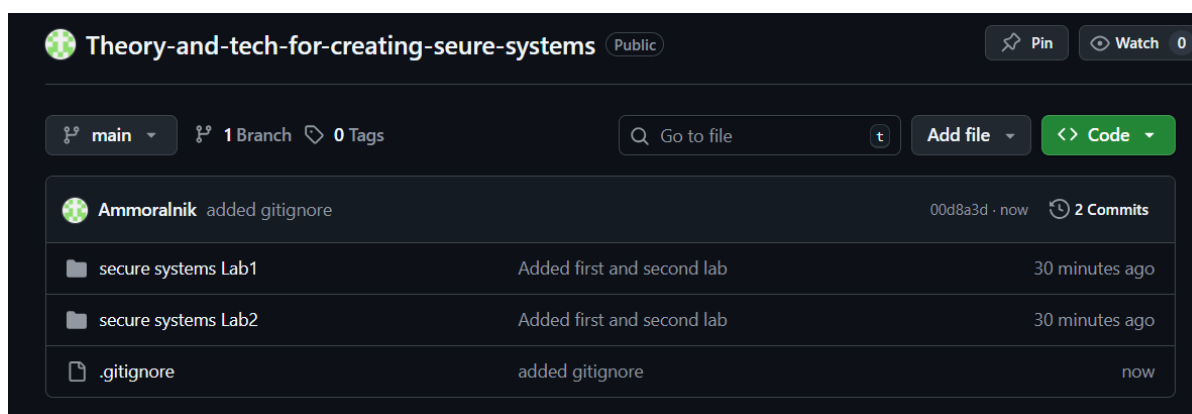 Theory-and-tech-for-creating-seure-systems Public Pin Watch 0
main 1 Branch 0 Tags Go to file t Add file Code
Ammoralnik added gitignore 00d8a3d · now 2 Commits
secure systems Lab1 Added first and second lab 30 minutes ago
secure systems Lab2 Added first and second lab 30 minutes ago
.gitignore added gitignore now